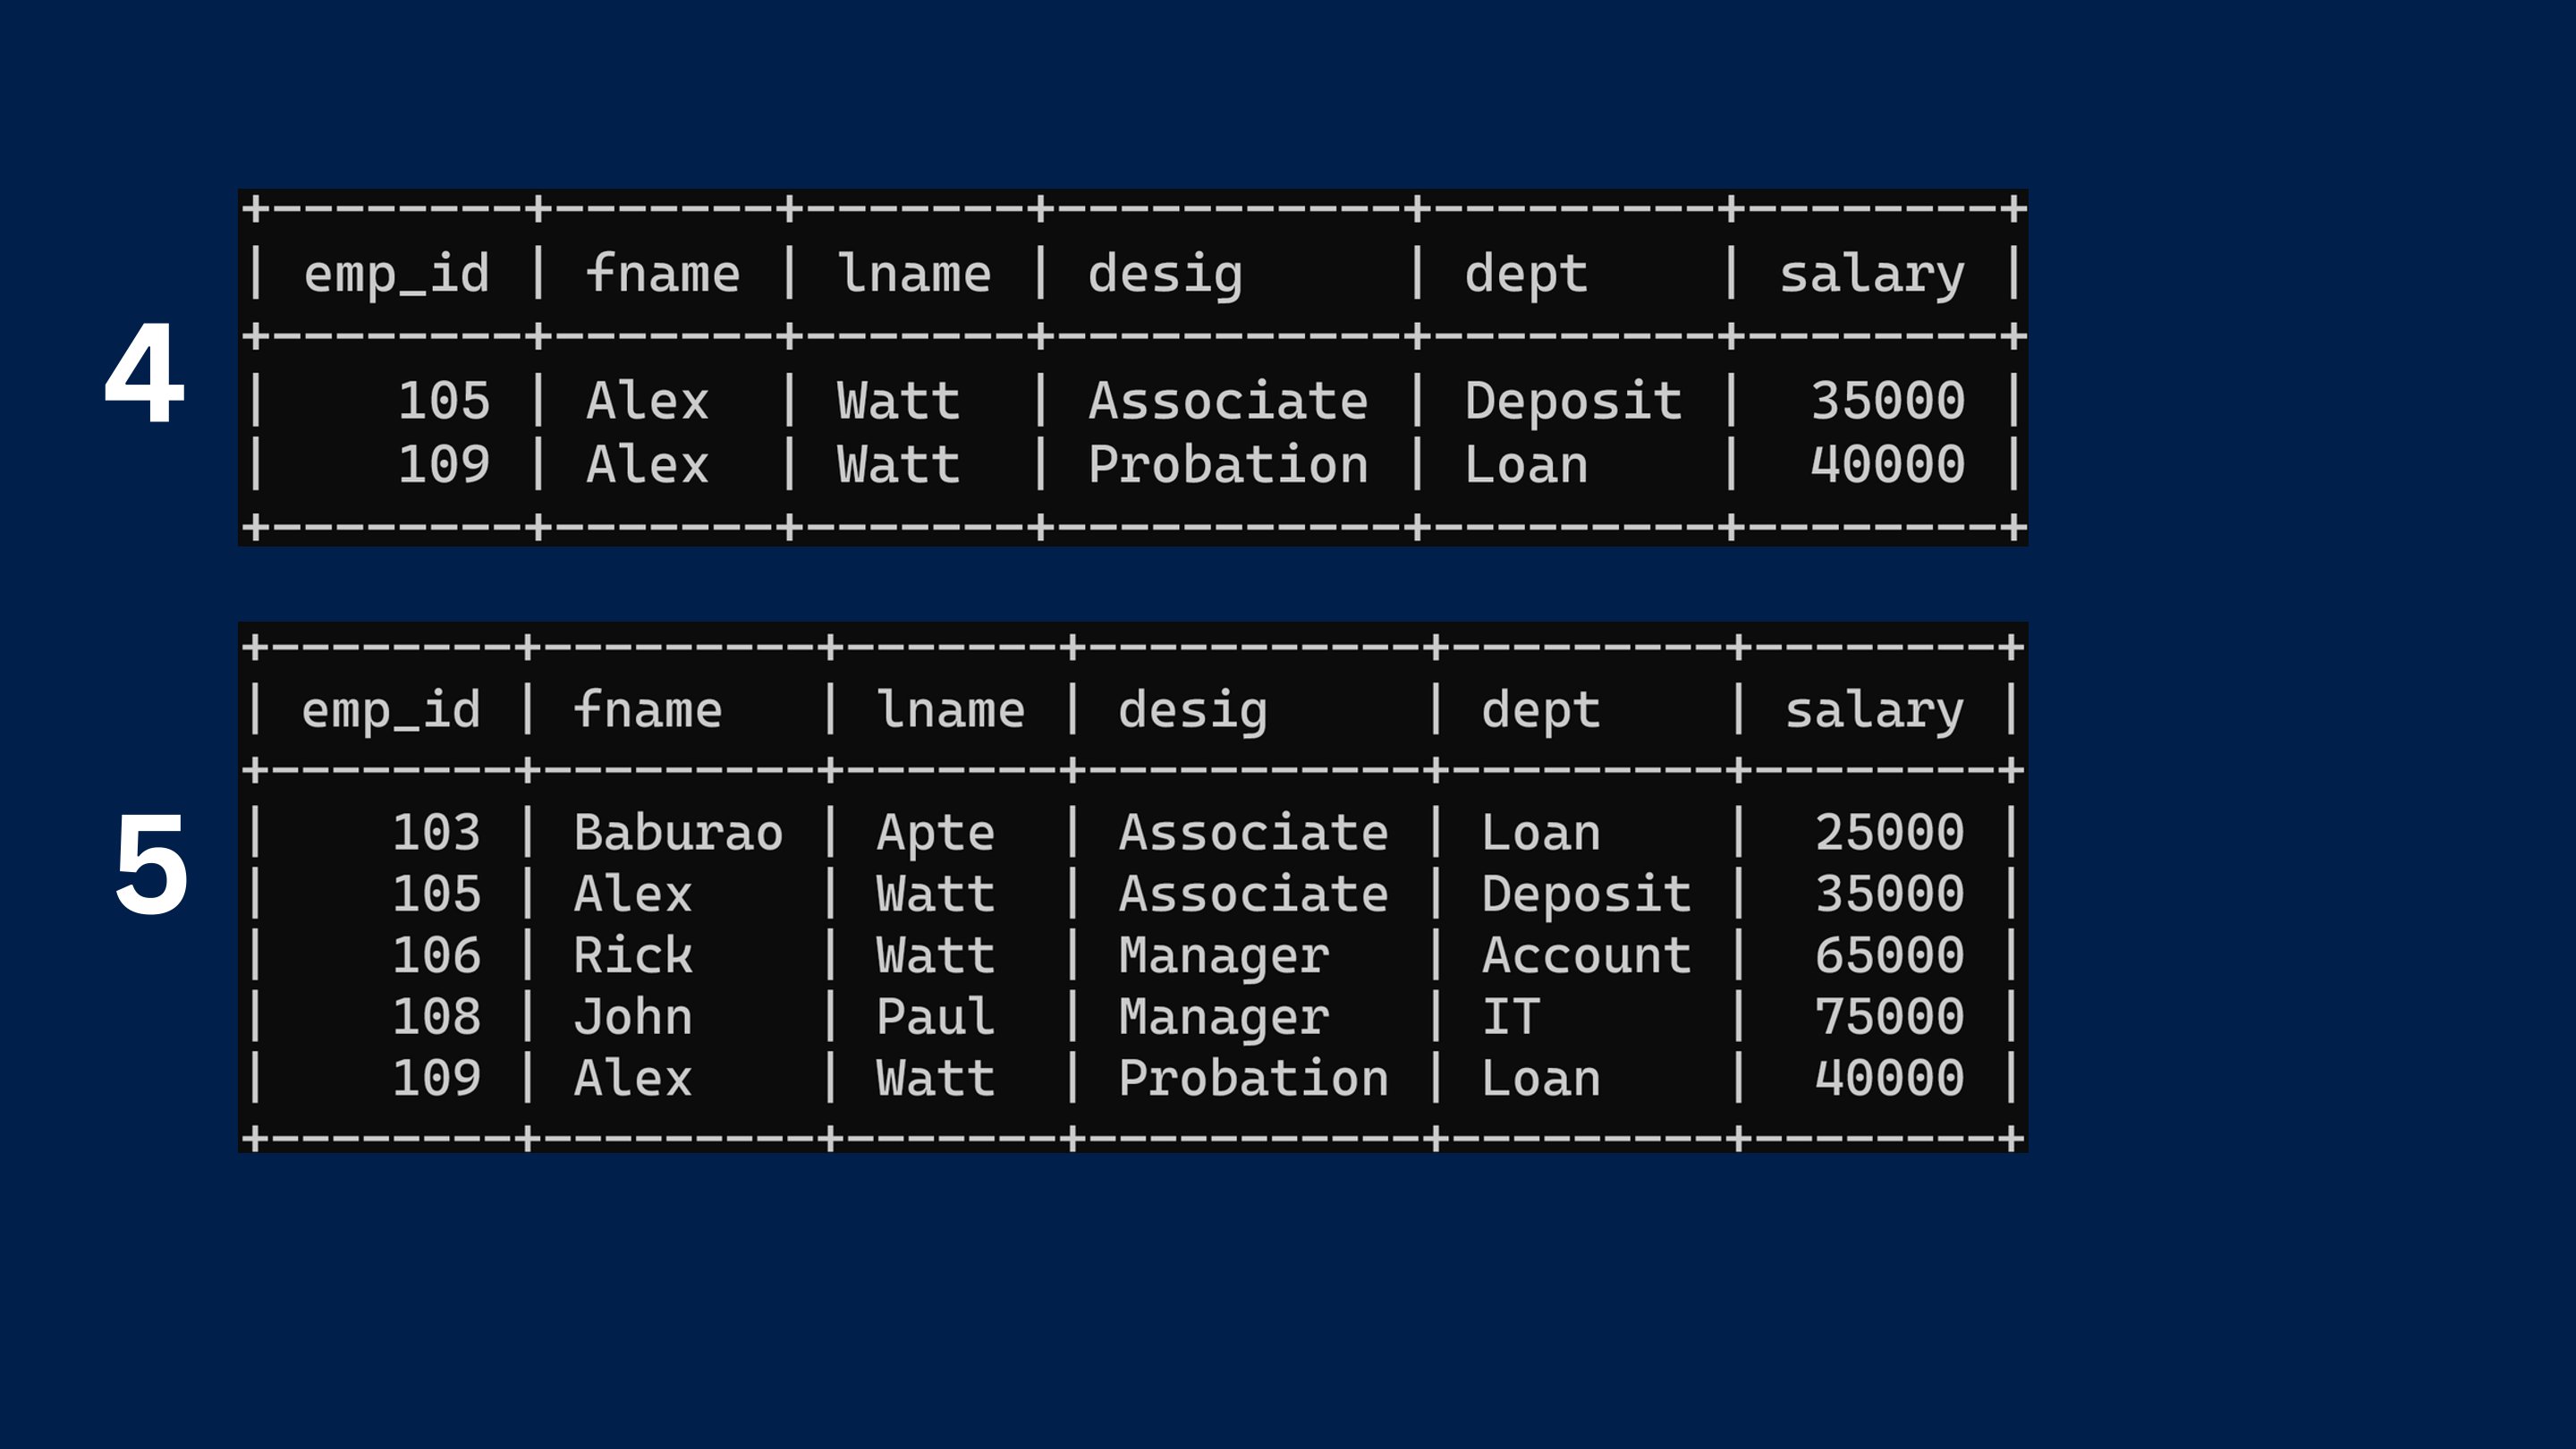 4
+--------+-------+-------+-----------+---------+--------+
| emp_id | fname | lname | desig     | dept    | salary |
+--------+-------+-------+-----------+---------+--------+
|    105 | Alex  | Watt  | Associate | Deposit |  35000 |
|    109 | Alex  | Watt  | Probation | Loan    |  40000 |
+--------+-------+-------+-----------+---------+--------+
5
+--------+---------+-------+-----------+---------+--------+
| emp_id | fname   | lname | desig     | dept    | salary |
+--------+---------+-------+-----------+---------+--------+
|    103 | Baburao | Apte  | Associate | Loan    |  25000 |
|    105 | Alex    | Watt  | Associate | Deposit |  35000 |
|    106 | Rick    | Watt  | Manager   | Account |  65000 |
|    108 | John    | Paul  | Manager   | IT      |  75000 |
|    109 | Alex    | Watt  | Probation | Loan    |  40000 |
+--------+---------+-------+-----------+---------+--------+